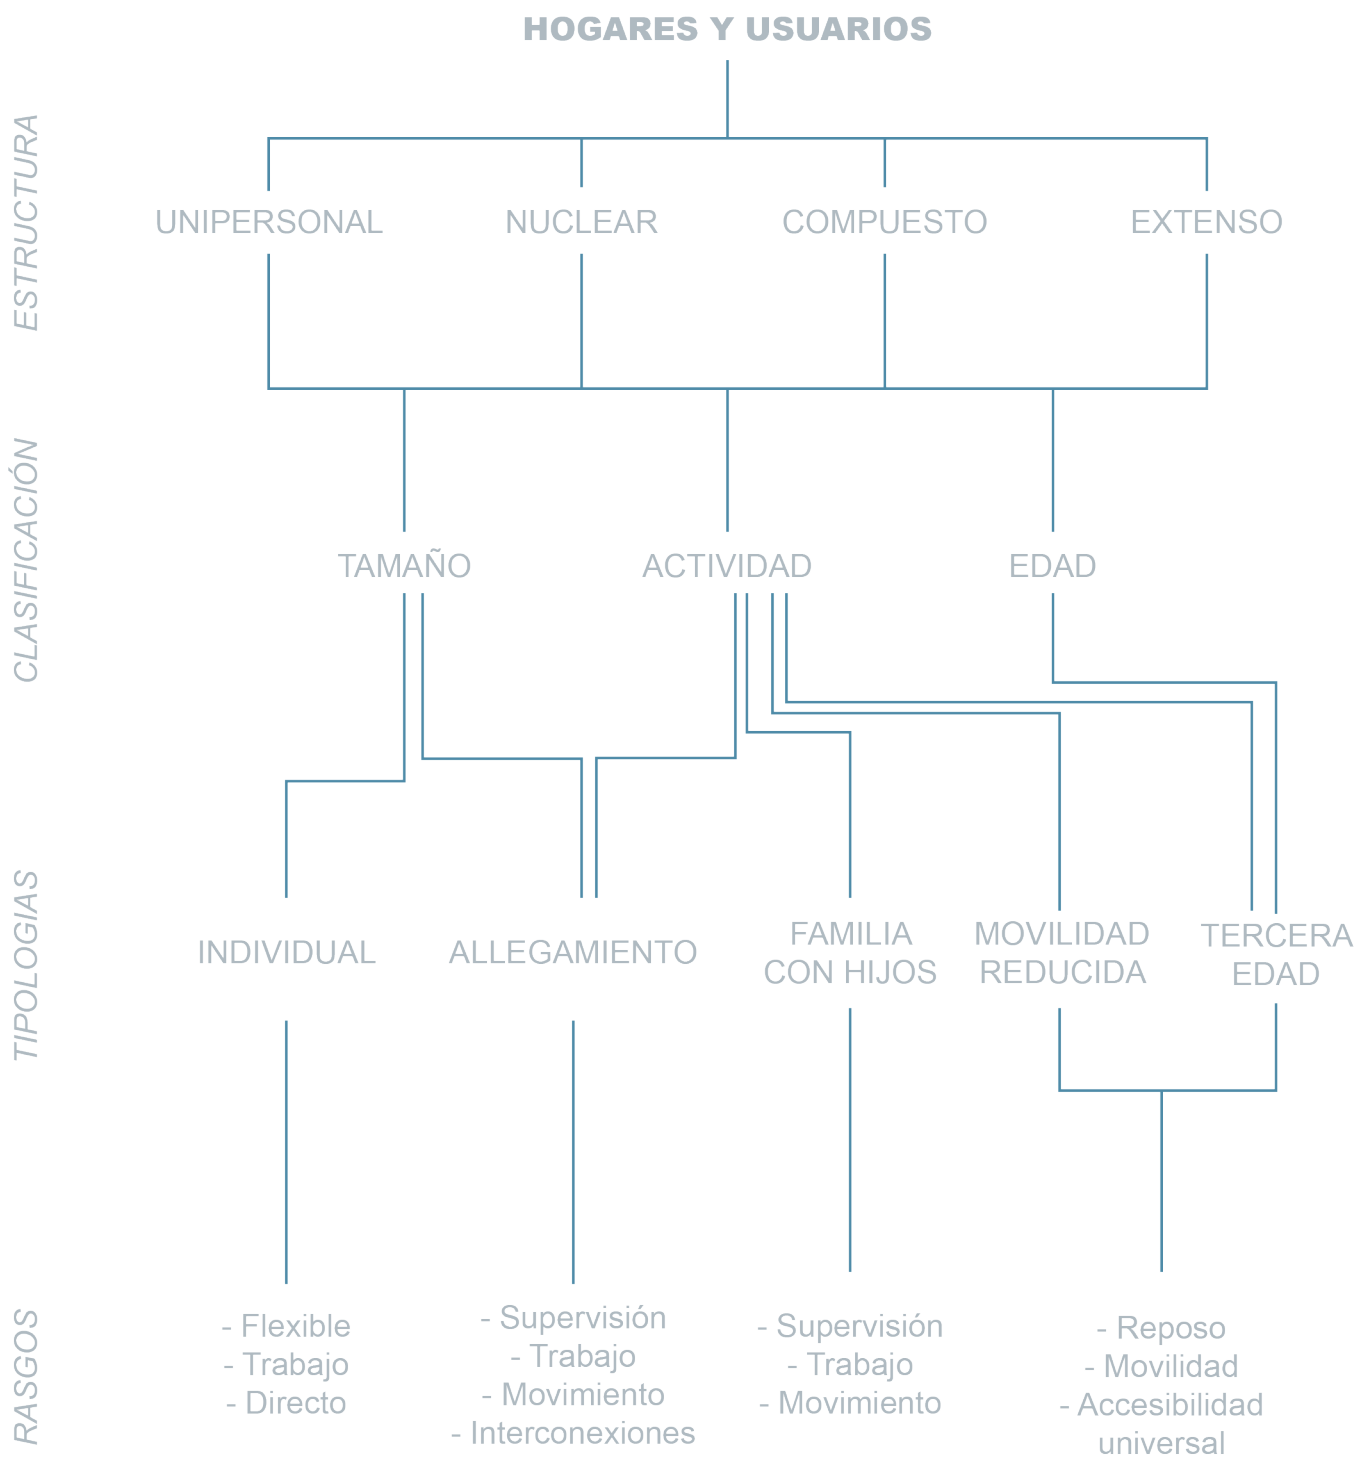 HOGARES Y USUARIOS
ESTRUCTURA
UNIPERSONAL
NUCLEAR
COMPUESTO
EXTENSO
CLASIFICACIÓN
TAMAÑO
ACTIVIDAD
EDAD
TIPOLOGIAS
INDIVIDUAL
ALLEGAMIENTO
FAMILIA
CON HIJOS
MOVILIDAD
REDUCIDA
TERCERA
EDAD
RASGOS
- Flexible
- Trabajo
- Directo
- Supervisión
- Trabajo
- Movimiento
- Interconexiones
- Supervisión
- Trabajo
- Movimiento
- Reposo
- Movilidad
- Accesibilidad
universal